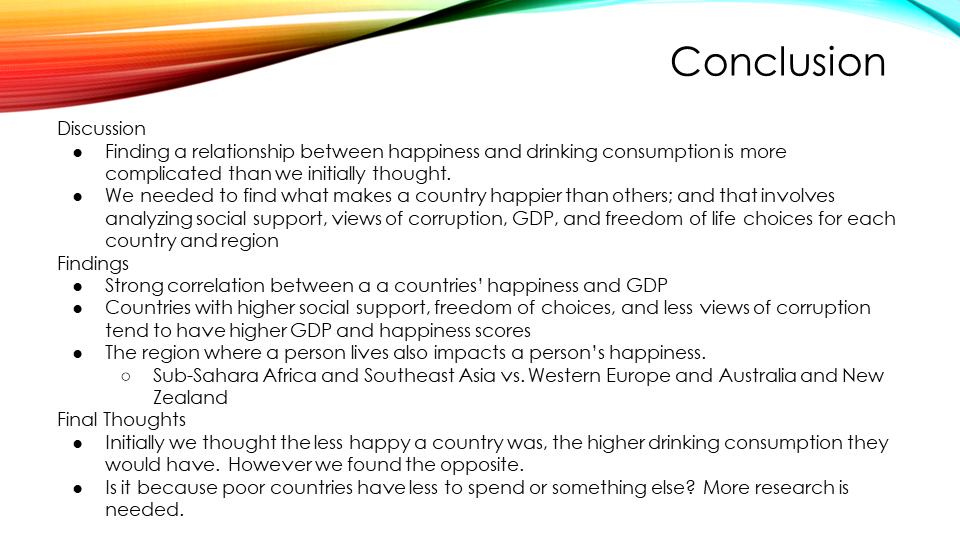 Conclusion
Discussion
● Finding a relationship between happiness and drinking consumption is more
complicated than we initially thought.
● We needed to find what makes a country happier than others; and that involves
analyzing social support, views of corruption, GDP, and freedom of life choices for each
country and region
Findings
● Strong correlation between a a countries' happiness and GDP
● Countries with higher social support, freedom of choices, and less views of corruption
tend to have higher GDP and happiness scores
● The region where a person lives also impacts a person's happiness.
○ Sub-Sahara Africa and Southeast Asia vs. Western Europe and Australia and New
Zealand
Final Thoughts
● Initially we thought the less happy a country was, the higher drinking consumption they
would have.  However we found the opposite.
● Is it because poor countries have less to spend or something else?  More research is
needed.